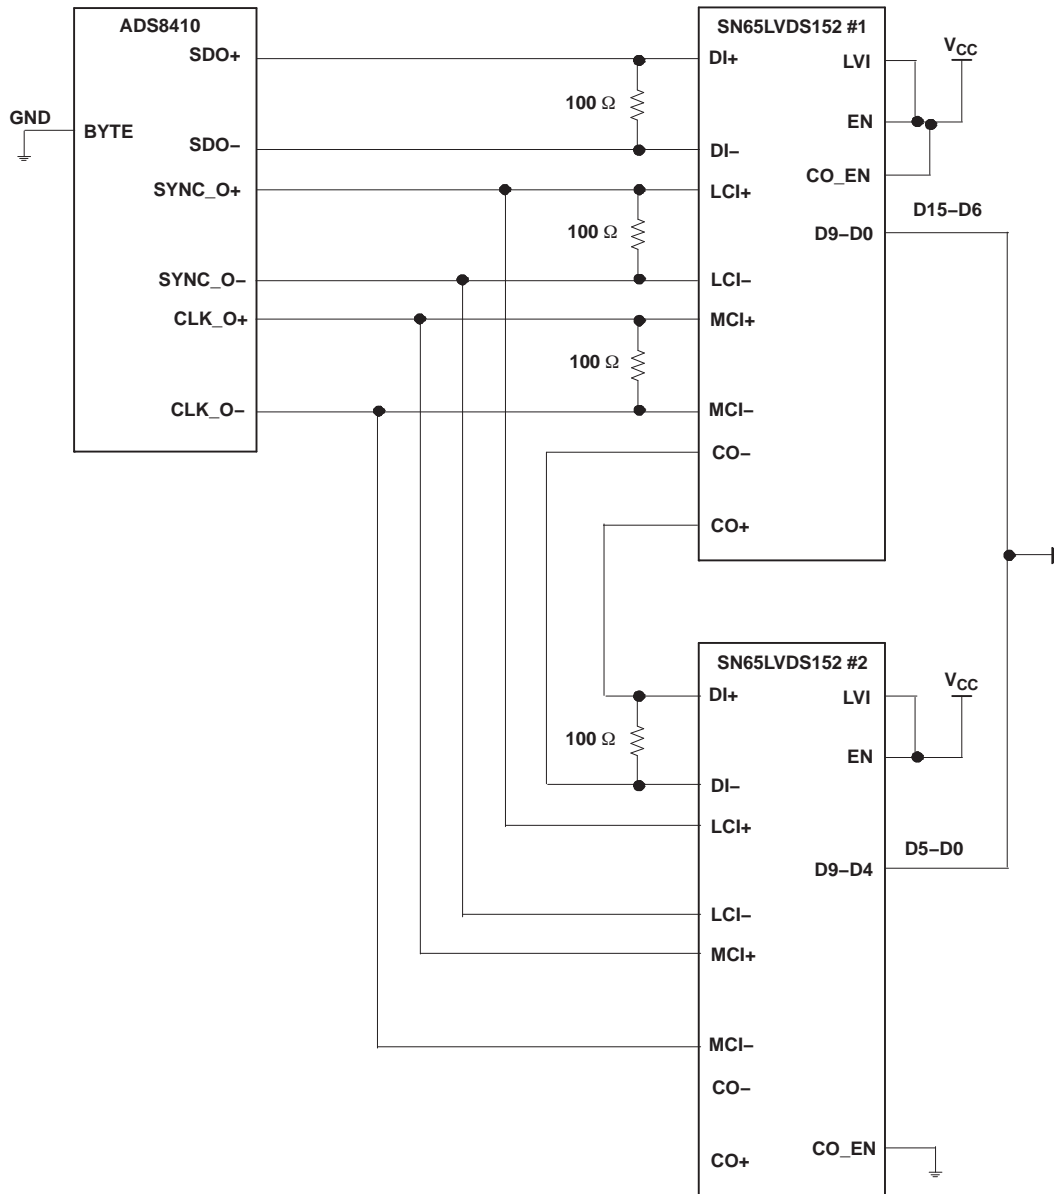 ADS8410
SDO+
GND
BYTE
SDO−
SYNC_O+
SYNC_O−
CLK_O+
CLK_O−
100 Ω
100 Ω
100 Ω
SN65LVDS152 #1
DI+
LVI
VCC
EN
DI−
CO_EN
LCI+
D15−D6
D9−D0
LCI−
MCI+
MCI−
CO−
CO+
SN65LVDS152 #2
DI+
LVI
VCC
100 Ω
EN
DI−
LCI+
D5−D0
D9−D4
LCI−
MCI+
MCI−
CO−
CO_EN
CO+